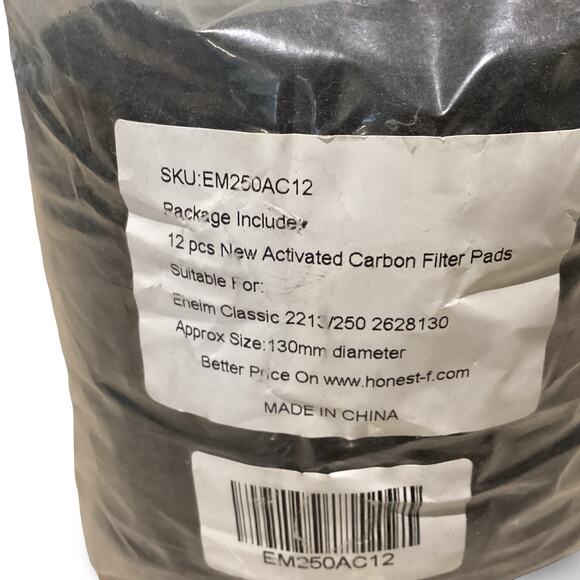 SKU:EM250AC12
Package Include:
12 pcs New Activated Carbon Filter Pads
Suitable For:
Eheim Classic 2213/250 2628130
Approx Size:130mm diameter
Better Price On www.honest-f.com
MADE IN CHINA
EM250AC12